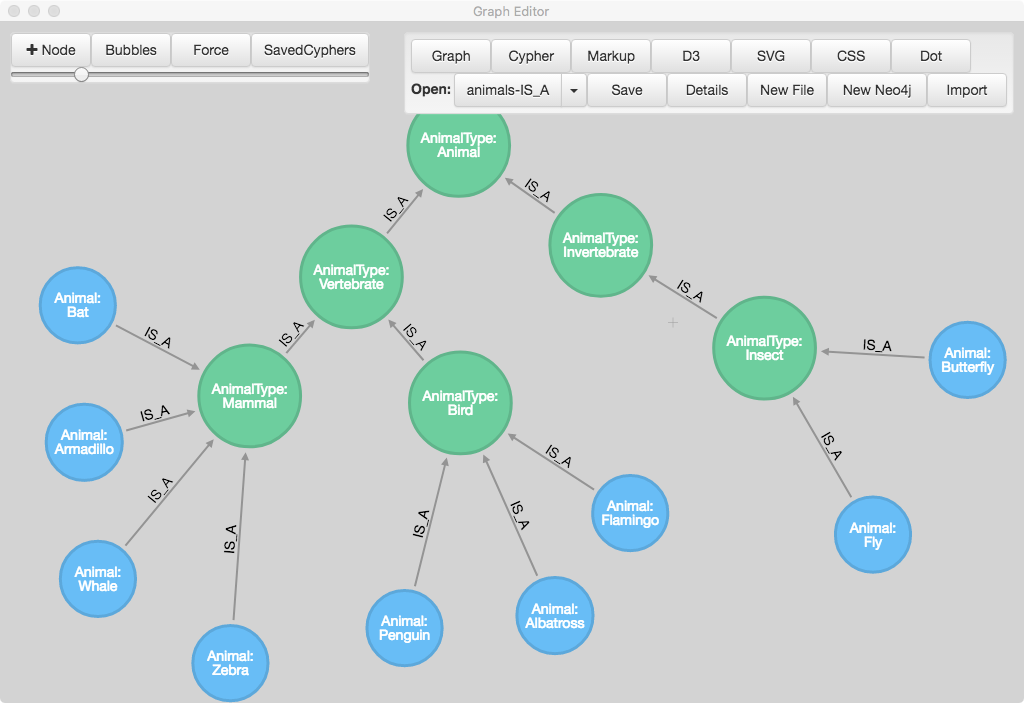 Graph Editor
+ Node
Bubbles
Force
SavedCyphers
Graph
Cypher
Markup
D3
SVG
CSS
Dot
Open:
animals-IS_A
Save
Details
New File
New Neo4j
Import
AnimalType:
Animal
IS_A
IS_A
AnimalType:
Invertebrate
AnimalType:
Vertebrate
IS_A
Animal:
Bat
IS_A
IS_A
IS_A
AnimalType:
Insect
IS_A
Animal:
Butterfly
AnimalType:
Mammal
AnimalType:
Bird
IS_A
Animal:
Armadillo
IS_A
IS_A
IS_A
Animal:
Flamingo
IS_A
IS_A
IS_A
Animal:
Fly
Animal:
Whale
Animal:
Penguin
Animal:
Albatross
Animal:
Zebra